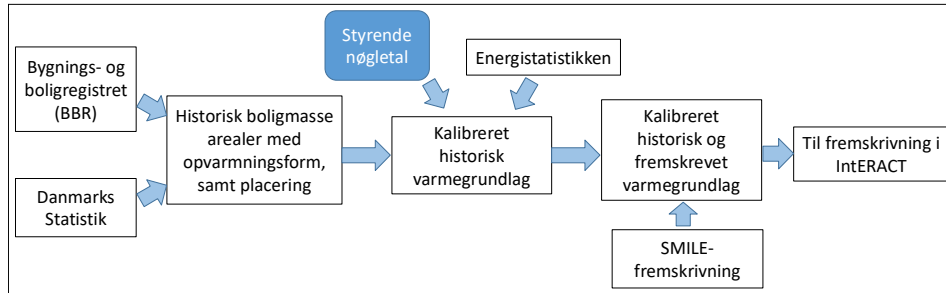 Bygnings- og
boligregistret
(BBR)
Danmarks
Statistik
Historisk boligmasse
arealer med
opvarmningsform,
samt placering
Styrende
nøgletal
Energistatistikken
Kalibreret
historisk
varmegrundlag
Kalibreret
historisk og
fremskrevet
varmegrundlag
SMILE-
fremskrivning
Til fremskrivning i
IntERACT